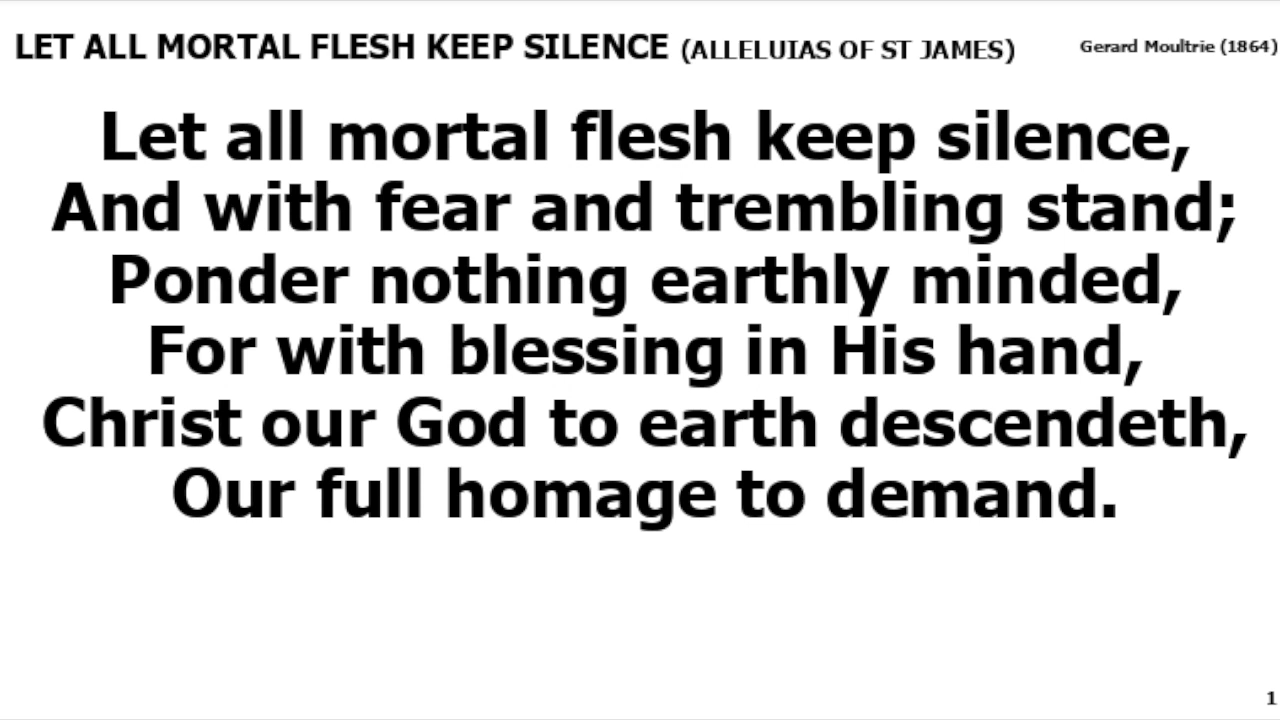 LET ALL MORTAL FLESH KEEP SILENCE (ALLELUIAS OF ST JAMES) Gerard Moultrie (1864)
Let all mortal flesh keep silence,
And with fear and trembling stand;
Ponder nothing earthly minded,
For with blessing in His hand,
Christ our God to earth descendeth,
Our full homage to demand.
1